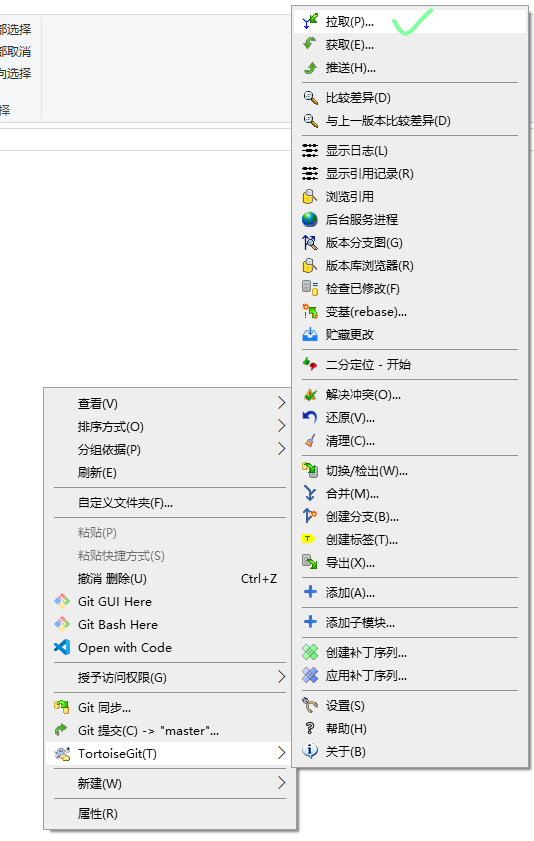 部选择
部取消
向选择
择
拉取(P)...
获取(E)...
推送(H)...
比较差异(D)
与上一版本比较差异(D)
显示日志(L)
显示引用记录(R)
浏览引用
后台服务进程
版本分支图(G)
版本库浏览器(R)
检查已修改(F)
变基(rebase)...
贮藏更改
二分定位 - 开始
解决冲突(O)...
还原(V)...
清理(C)...
切换/检出(W)...
合并(M)...
创建分支(B)...
创建标签(T)...
导出(X)...
添加(A)...
添加子模块...
创建补丁序列...
应用补丁序列...
设置(S)
帮助(H)
关于(B)
查看(V)
排序方式(O)
分组依据(P)
刷新(E)
自定义文件夹(F)...
粘贴(P)
粘贴快捷方式(S)
撤消 删除(U) Ctrl+Z
Git GUI Here
Git Bash Here
Open with Code
授予访问权限(G)
Git 同步...
Git 提交(C) -> "master"...
TortoiseGit(T)
新建(W)
属性(R)